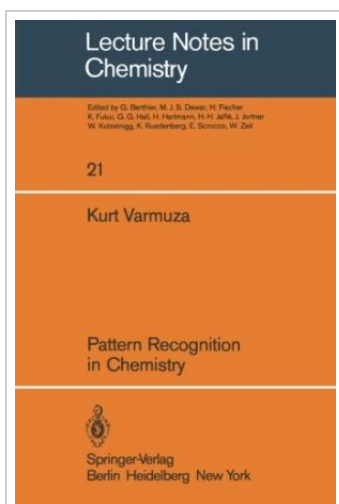 Lecture Notes in
Chemistry
Edited by G. Berthier, M. J. S. Dewar, H. Fischer
K. Fukui, G. G. Hall, H. Hartmann, H. H. Jaffé, J. Jortner
W. Kutzelnigg, K. Ruedenberg, E. Scrocco, W. Zeil
21
Kurt Varmuza
Pattern Recognition
in Chemistry
Springer-Verlag
Berlin Heidelberg New York